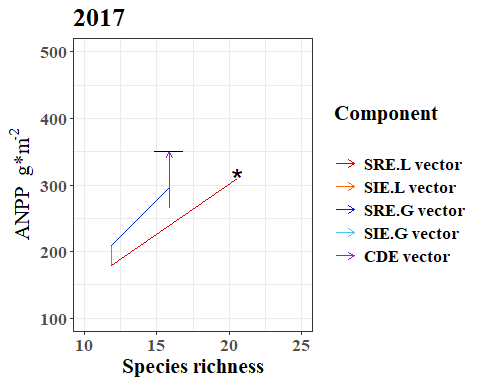 2017
500
400
300
200
100
ANPP g*m-2
*
10 15 20 25
Species richness
Component
SRE.L vector
SIE.L vector
SRE.G vector
SIE.G vector
CDE vector